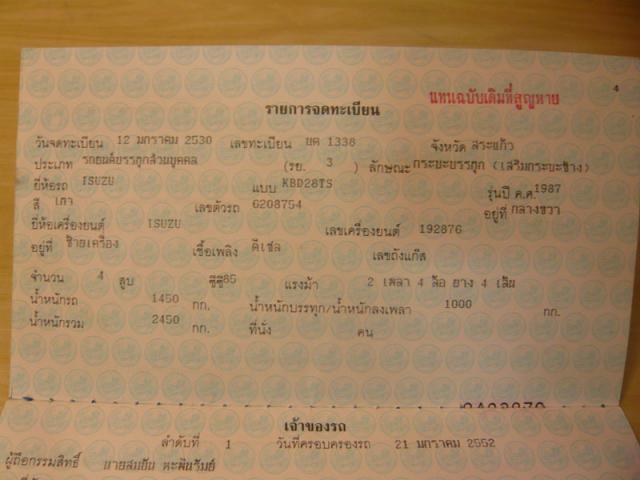 4
แทนฉบับเดิมที่สูญหาย
รายการจดทะเบียน
วันจดทะเบียน 12 มกราคม 2530 เลขทะเบียน บค 1338 จังหวัด สระแก้ว
ประเภท รถยนต์บรรทุกส่วนบุคคล (รย. 3 ) ลักษณะ กระบะบรรทุก (เสริมกระบะข้าง)
ยี่ห้อรถ ISUZU แบบ KBD28TS รุ่นปี ค.ศ. 1987
สี เทา เลขตัวรถ 6208754 อยู่ที่ กลางขวา
ยี่ห้อเครื่องยนต์ ISUZU เลขเครื่องยนต์ 192876
อยู่ที่ ซ้ายเครื่อง เชื้อเพลิง ดีเซล เลขถังแก๊ส
จำนวน 4 สูบ ซีซี 85 แรงม้า 2 เพลา 4 ล้อ ยาง 4 เส้น
น้ำหนักรถ 1450 กก. น้ำหนักบรรทุก/น้ำหนักลงเพลา 1000 กก.
น้ำหนักรวม 2450 กก. ที่นั่ง คน
เจ้าของรถ
ลำดับที่ 1 วันที่ครอบครองรถ 21 มกราคม 2552
ผู้ถือกรรมสิทธิ์ นายสมยัน